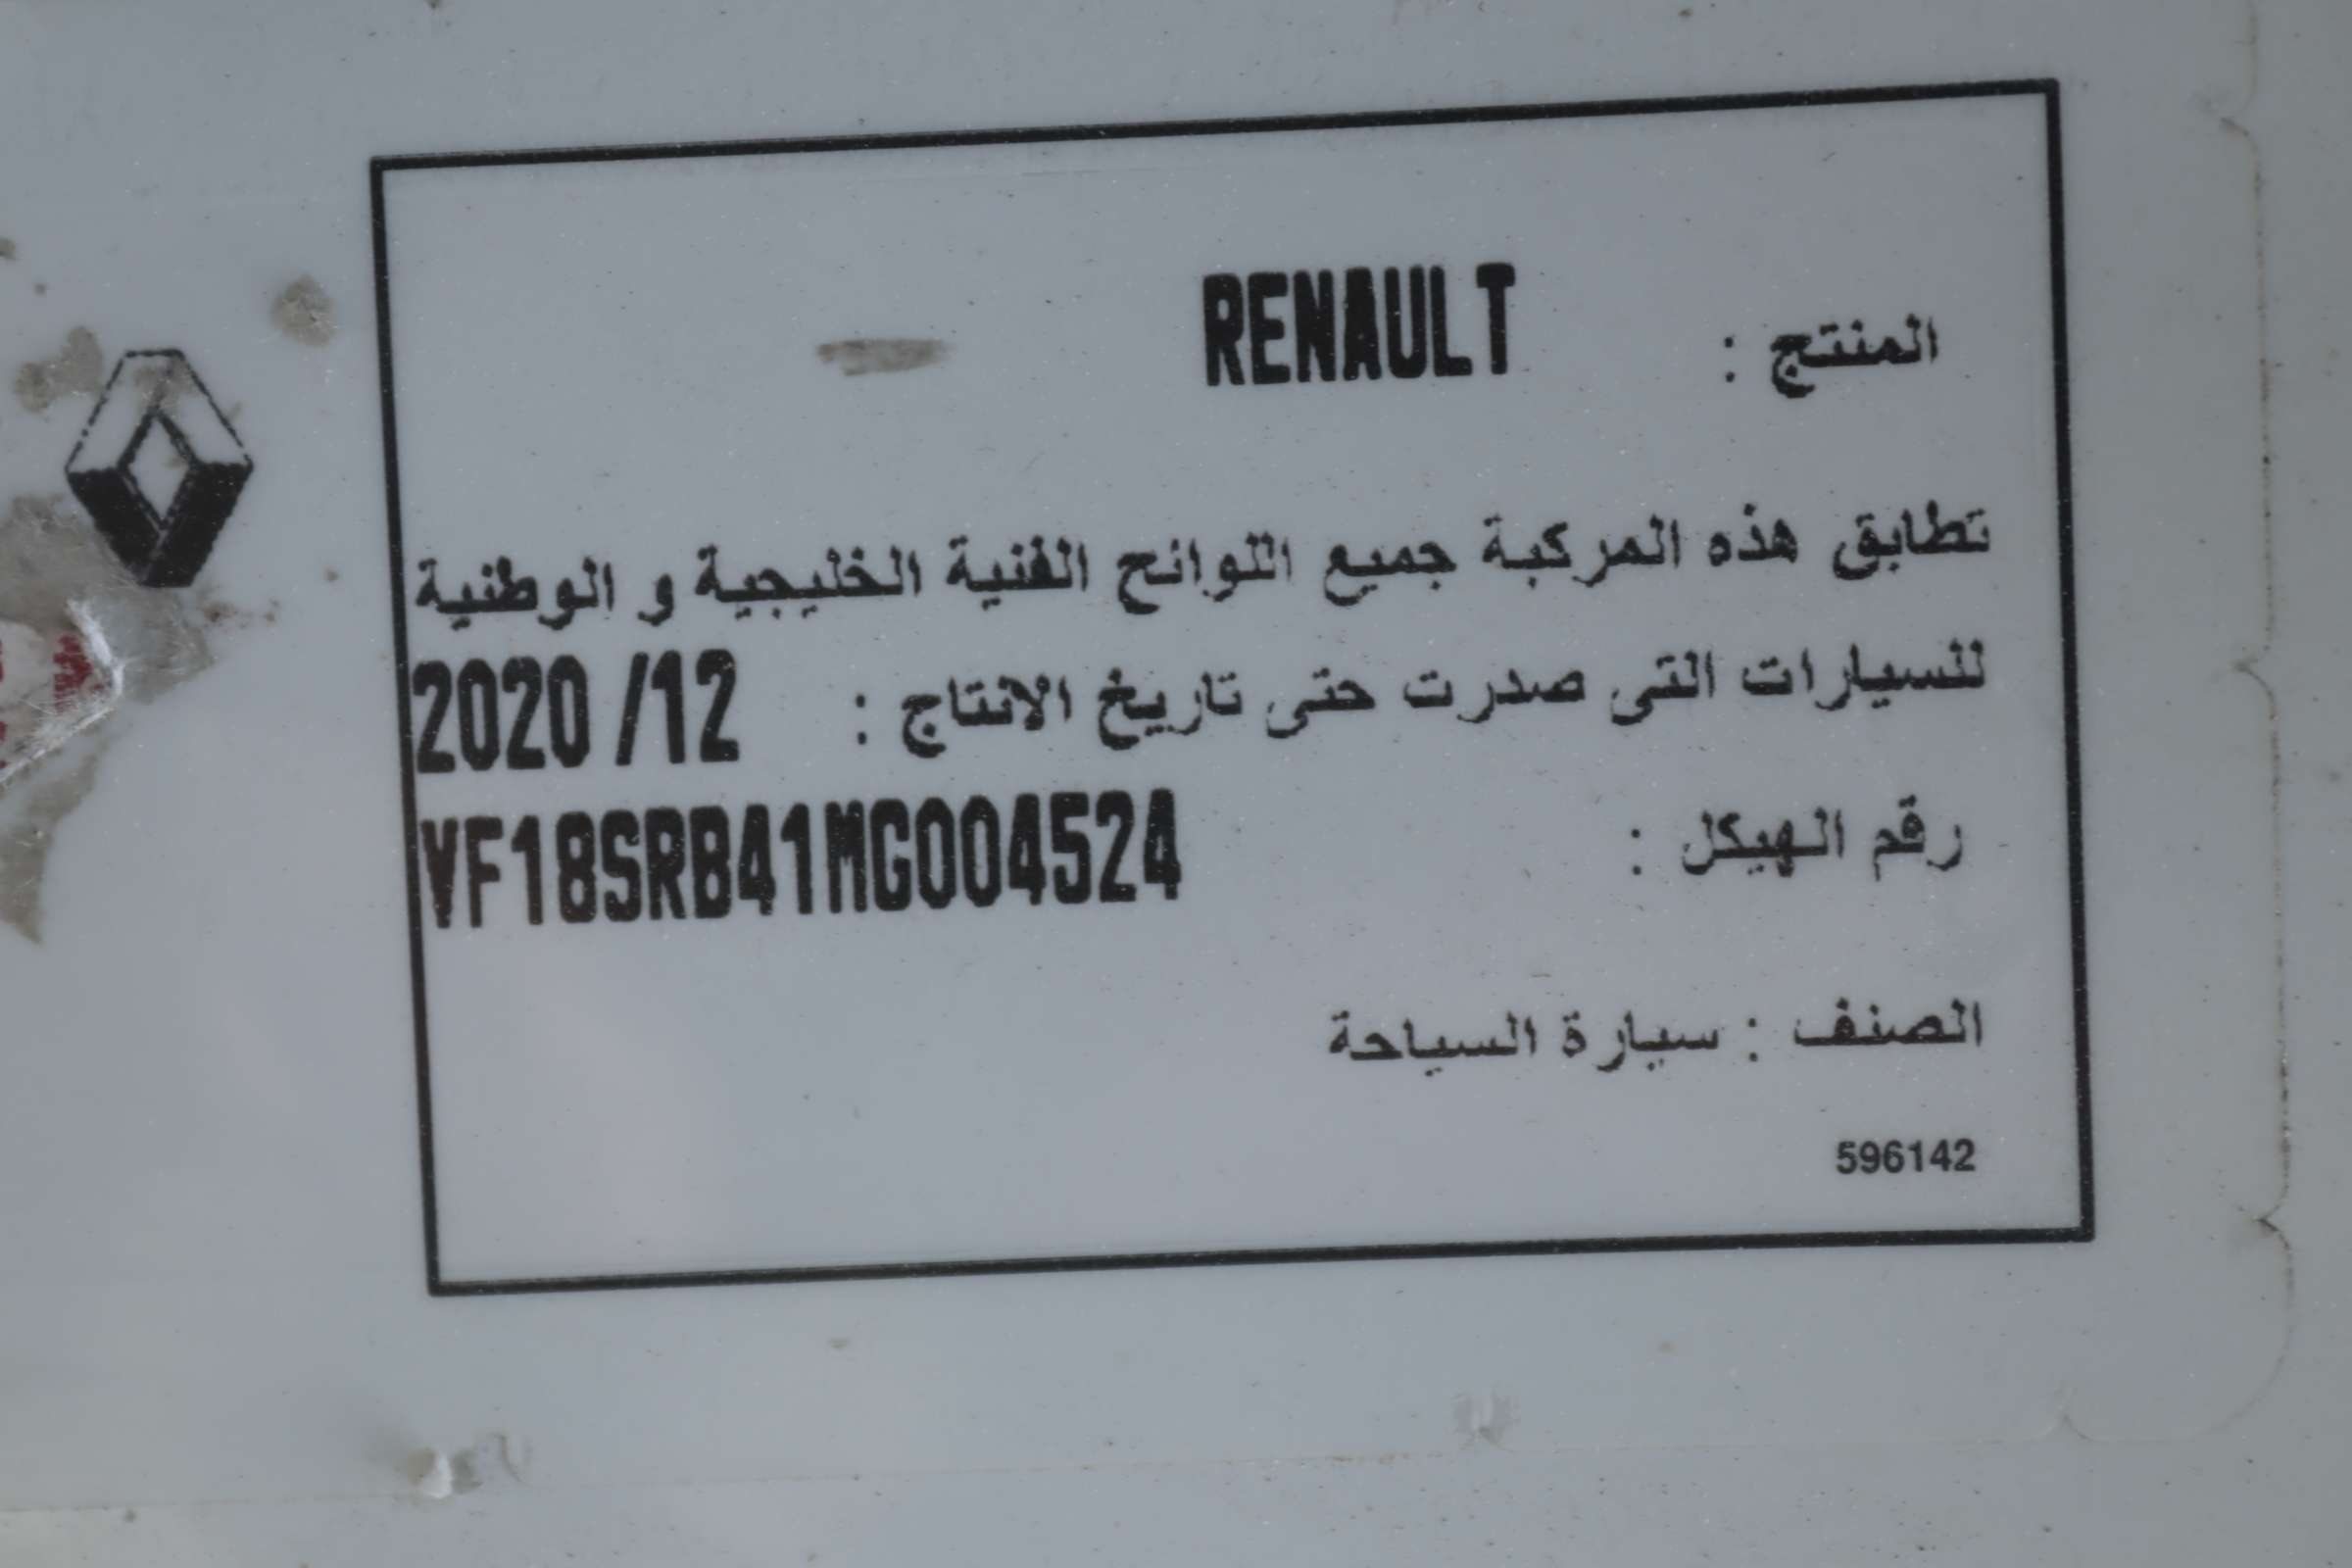 المنتج : RENAULT
تطابق هذه المركبة جميع اللوائح الفنية الخليجية و الوطنية
للسيارات التى صدرت حتى تاريخ الانتاج : 2020 /12
رقم الهيكل : VF18SRB41MG004524
الصنف : سيارة السياحة
596142